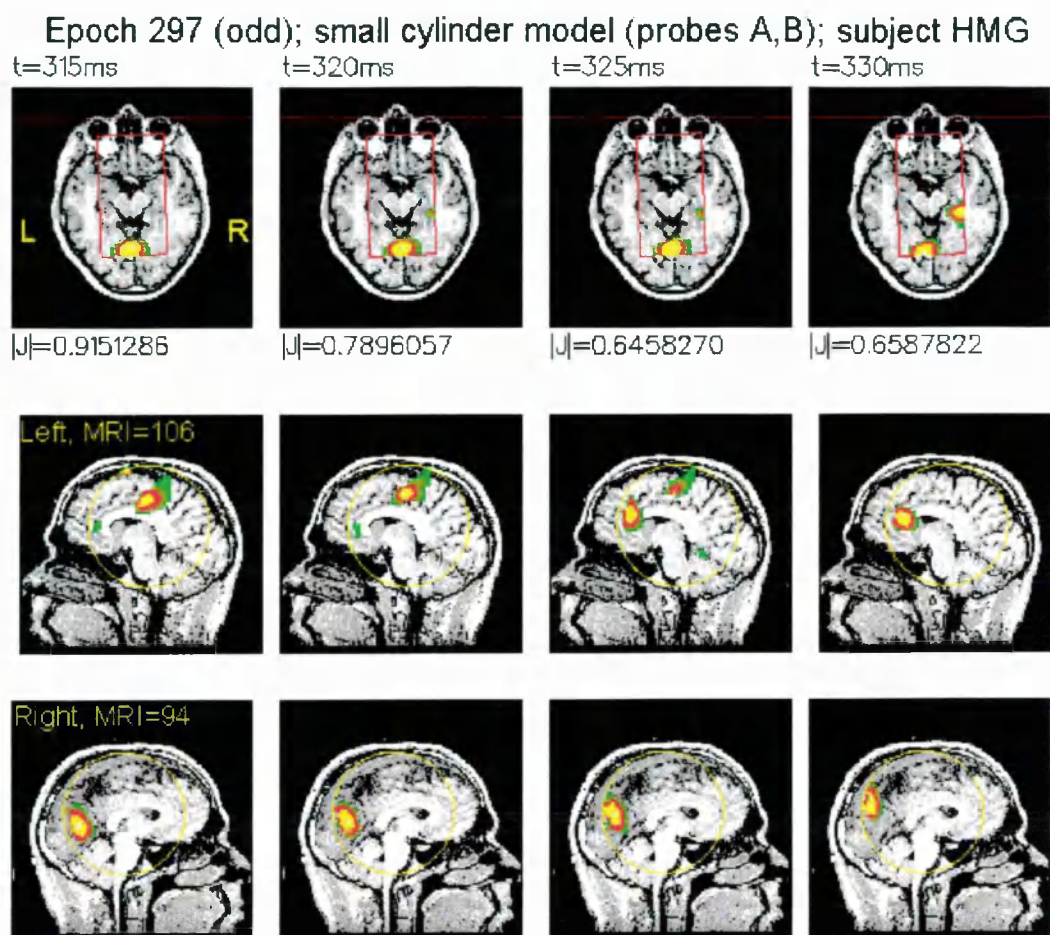 Epoch 297 (odd); small cylinder model (probes A,B); subject HMG
t=315ms
t=320ms
t=325ms
t=330ms
L
R
|J|=0.9151286
|J|=0.7896057
|J|=0.6458270
|J|=0.6587822
Left, MRI=106
Right, MRI=94